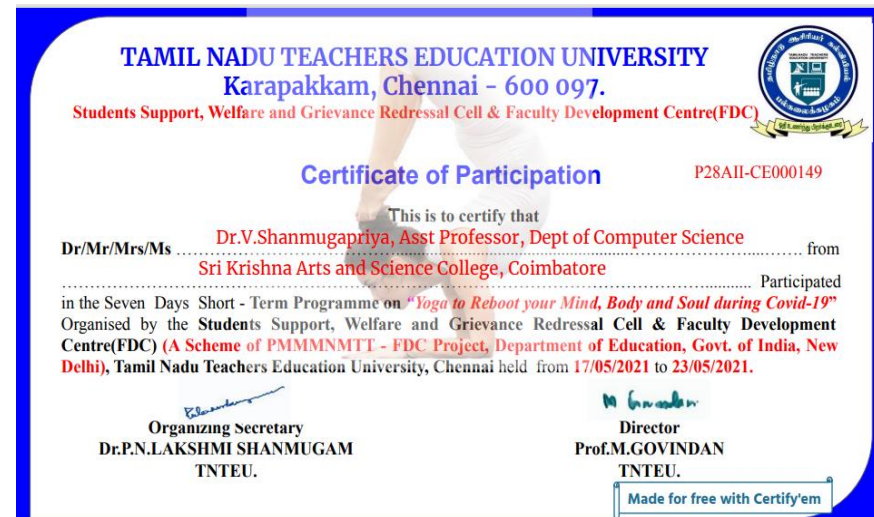 TAMIL NADU TEACHERS EDUCATION UNIVERSITY
Karapakkam, Chennai – 600 097.
Students Support, Welfare and Grievance Redressal Cell & Faculty Development Centre(FDC)
Certificate of Participation
P28AII-CE000149
This is to certify that
Dr/Mr/Mrs/Ms Dr.V.Shanmugapriya, Asst Professor, Dept of Computer Science from
Sri Krishna Arts and Science College, Coimbatore Participated
in the Seven Days Short - Term Programme on "Yoga to Reboot your Mind, Body and Soul during Covid-19"
Organised by the Students Support, Welfare and Grievance Redressal Cell & Faculty Development
Centre(FDC) (A Scheme of PMMMNMTT - FDC Project, Department of Education, Govt. of India, New
Delhi), Tamil Nadu Teachers Education University, Chennai held from 17/05/2021 to 23/05/2021.
Organizing Secretary
Dr.P.N.LAKSHMI SHANMUGAM
TNTEU.
Director
Prof.M.GOVINDAN
TNTEU.
Made for free with Certify'em